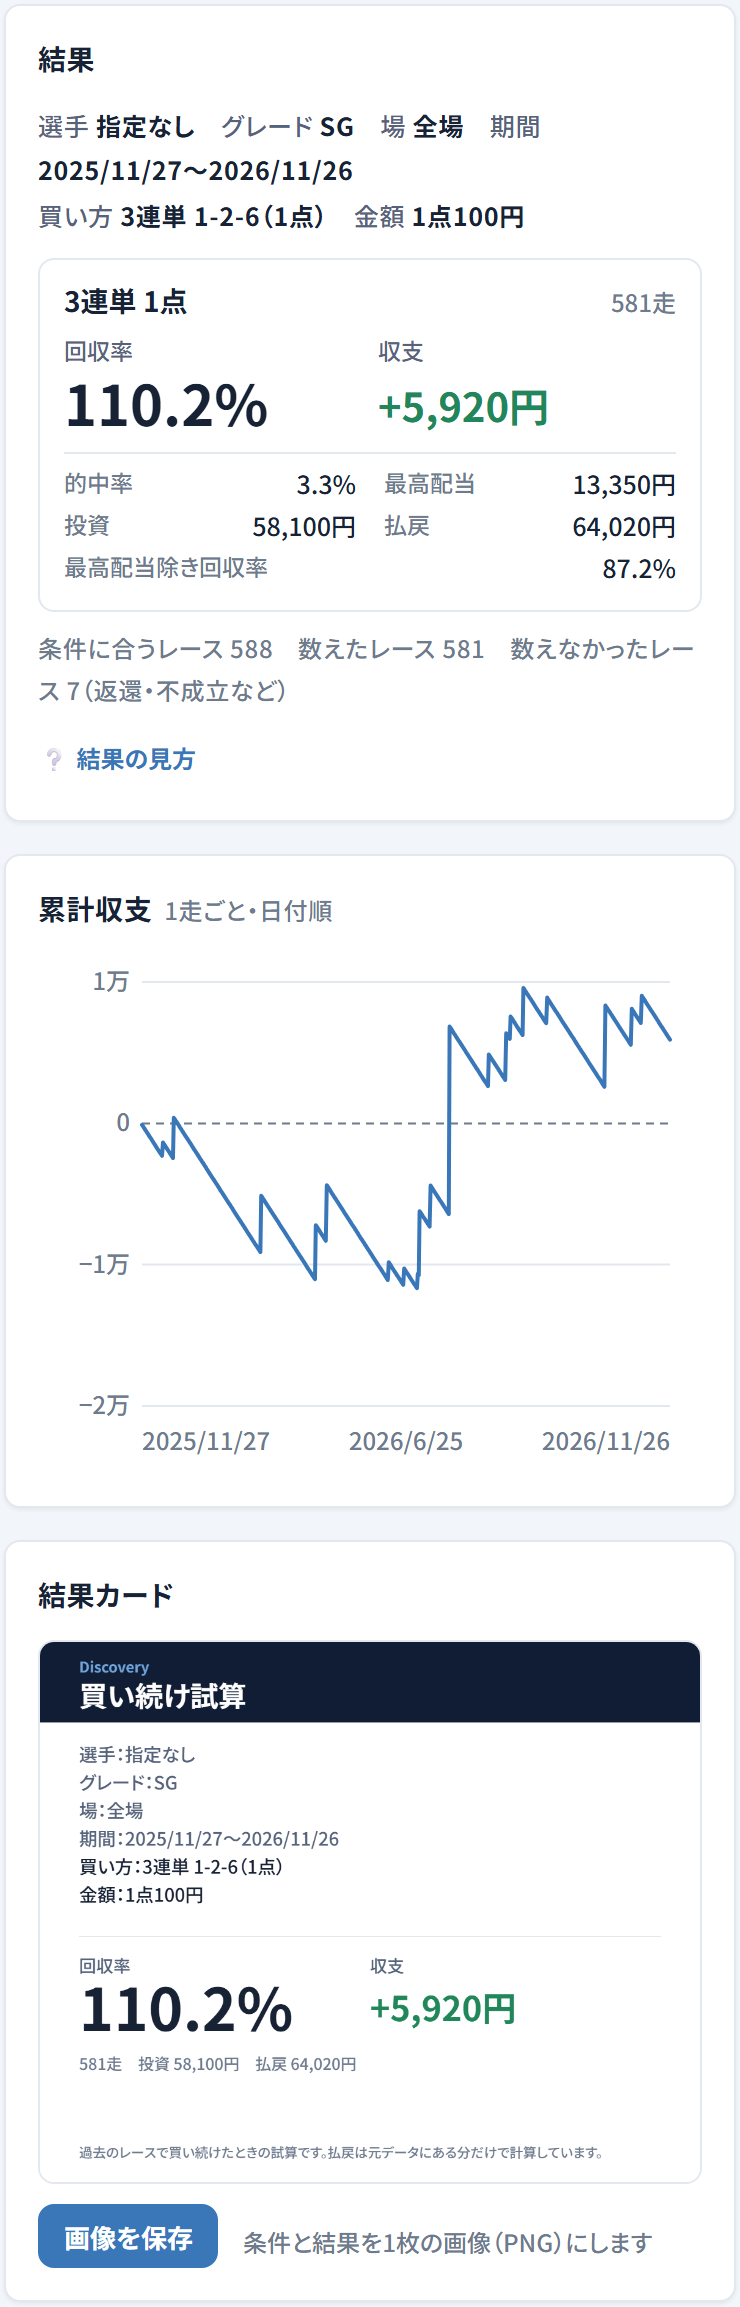 結果
選手 指定なし　グレード SG　場 全場　期間
2025/11/27〜2026/11/26
買い方 3連単 1-2-6（1点）　金額 1点100円
3連単 1点
581走
回収率
収支
110.2%
+5,920円
的中率 3.3% 最高配当 13,350円
投資 58,100円 払戻 64,020円
最高配当除き回収率 87.2%
条件に合うレース 588　数えたレース 581　数えなかったレー
ス 7（返還・不成立など）
❔ 結果の見方
累計収支 1走ごと・日付順
1万
0
−1万
−2万
2025/11/27 2026/6/25 2026/11/26
結果カード
Discovery
買い続け試算
選手：指定なし
グレード：SG
場：全場
期間：2025/11/27〜2026/11/26
買い方：3連単 1-2-6（1点）
金額：1点100円
回収率
収支
110.2%
+5,920円
581走　投資 58,100円　払戻 64,020円
過去のレースで買い続けたときの試算です。払戻は元データにある分だけで計算しています。
画像を保存 条件と結果を1枚の画像（PNG）にします